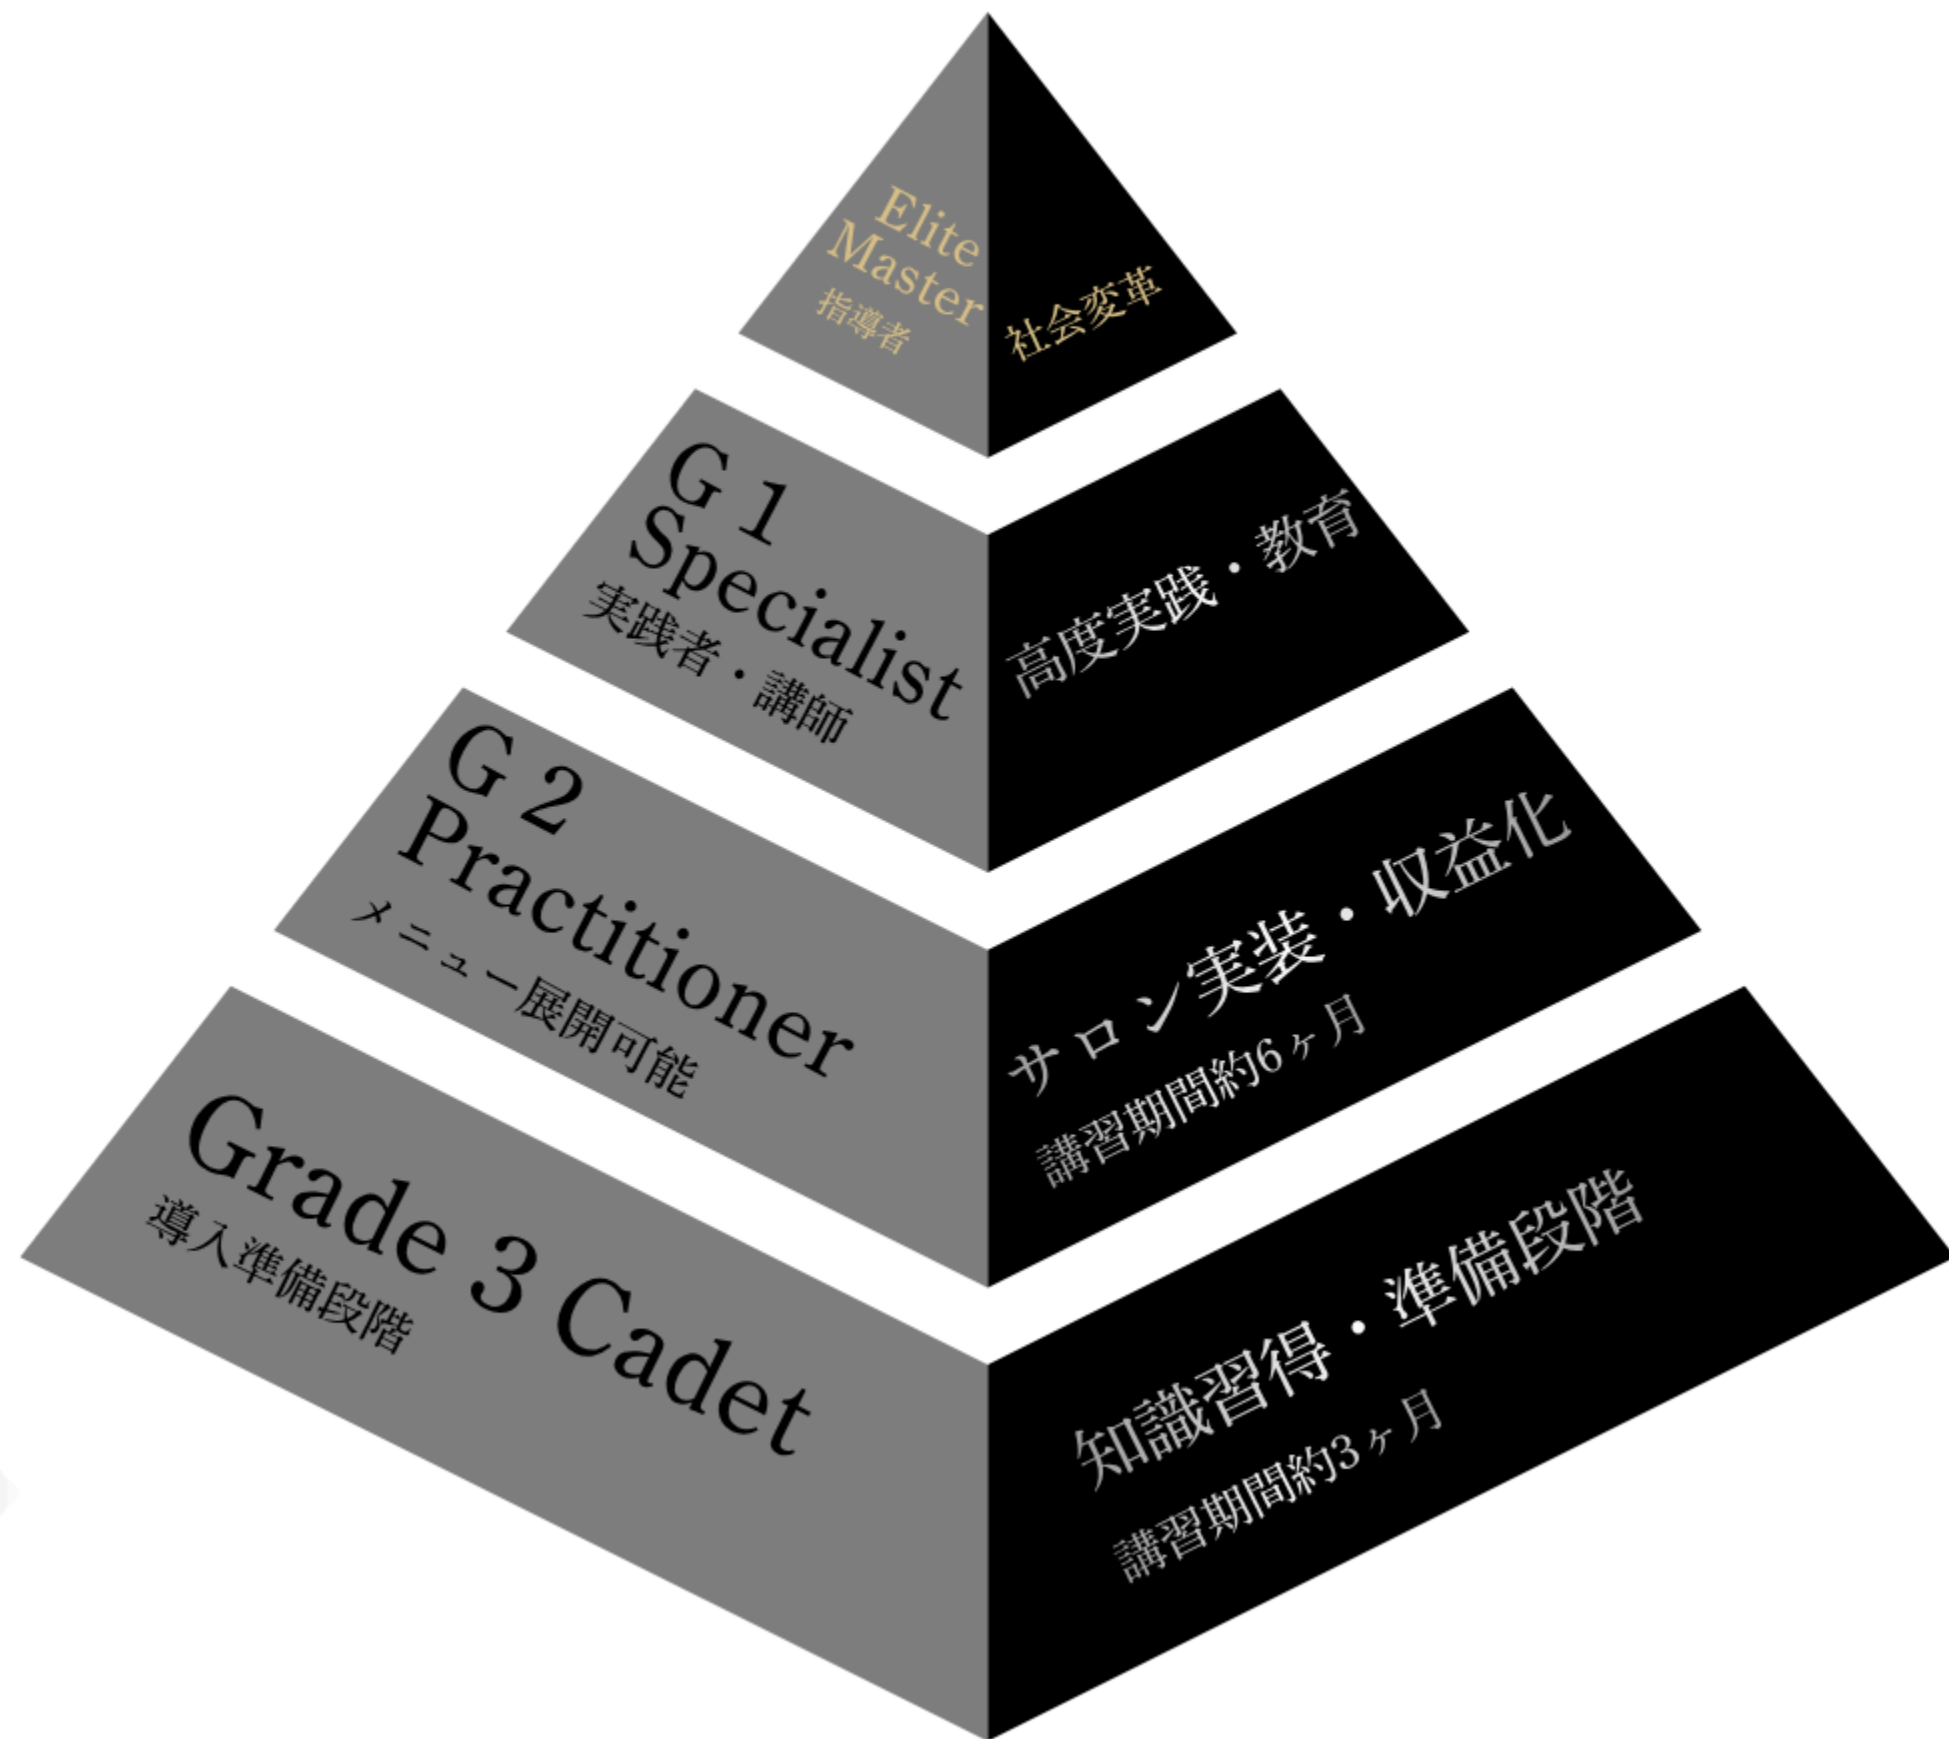 Elite
Master
指導者
社会変革
G 1
Specialist
実践者・講師
高度実践・教育
G 2
Practitioner
メニュー展開可能
サロン実装・収益化
講習期間約6ヶ月
Grade 3 Cadet
導入準備段階
知識習得・準備段階
講習期間約3ヶ月